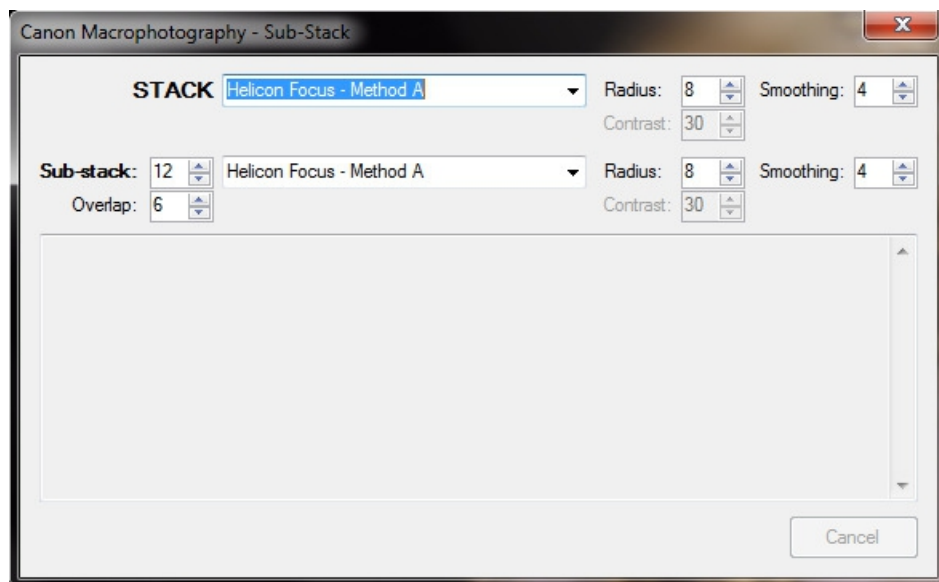 Canon Macrophotography - Sub-Stack
STACK Helicon Focus - Method A Radius: 8 Smoothing: 4
Contrast: 30
Sub-stack: 12 Helicon Focus - Method A Radius: 8 Smoothing: 4
Overlap: 6 Contrast: 30
Cancel